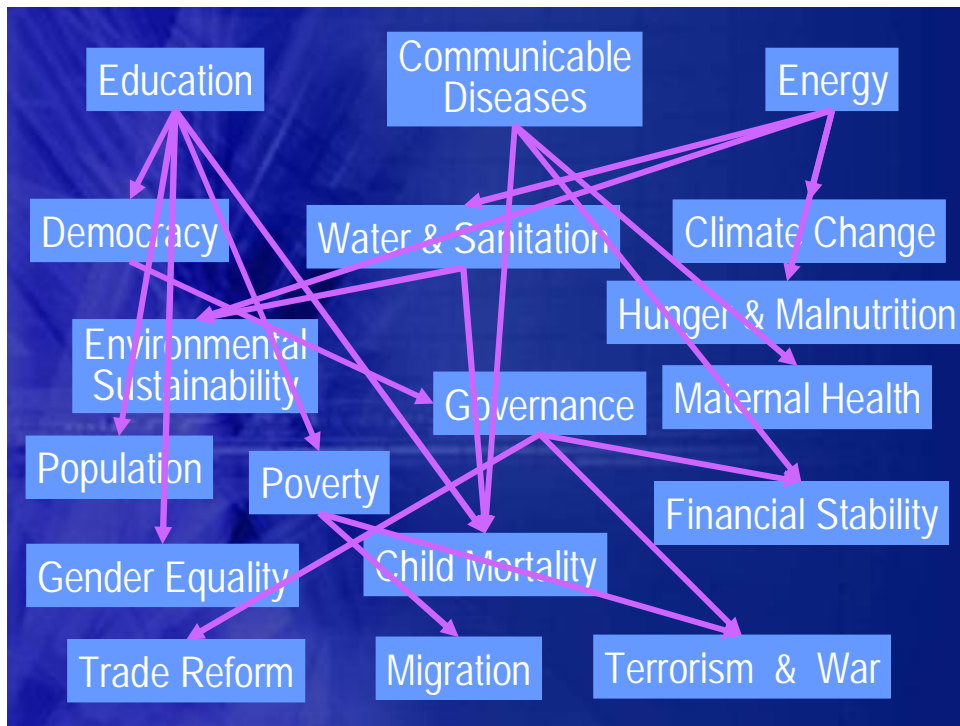 Education
Communicable
Diseases
Energy
Democracy
Water & Sanitation
Climate Change
Hunger & Malnutrition
Environmental
Sustainability
Governance
Maternal Health
Population
Poverty
Financial Stability
Gender Equality
Child Mortality
Trade Reform
Migration
Terrorism & War